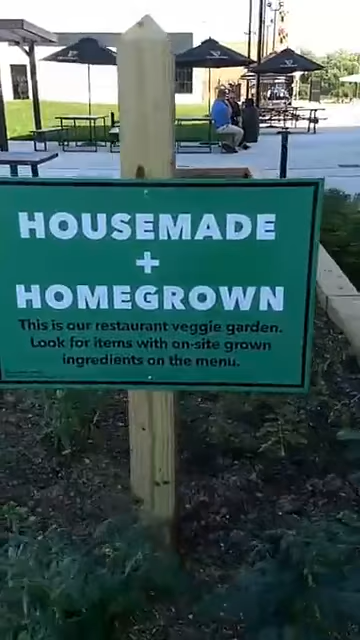 HOUSEMADE
+
HOMEGROWN
This is our restaurant veggie garden.
Look for items with on-site grown
ingredients on the menu.